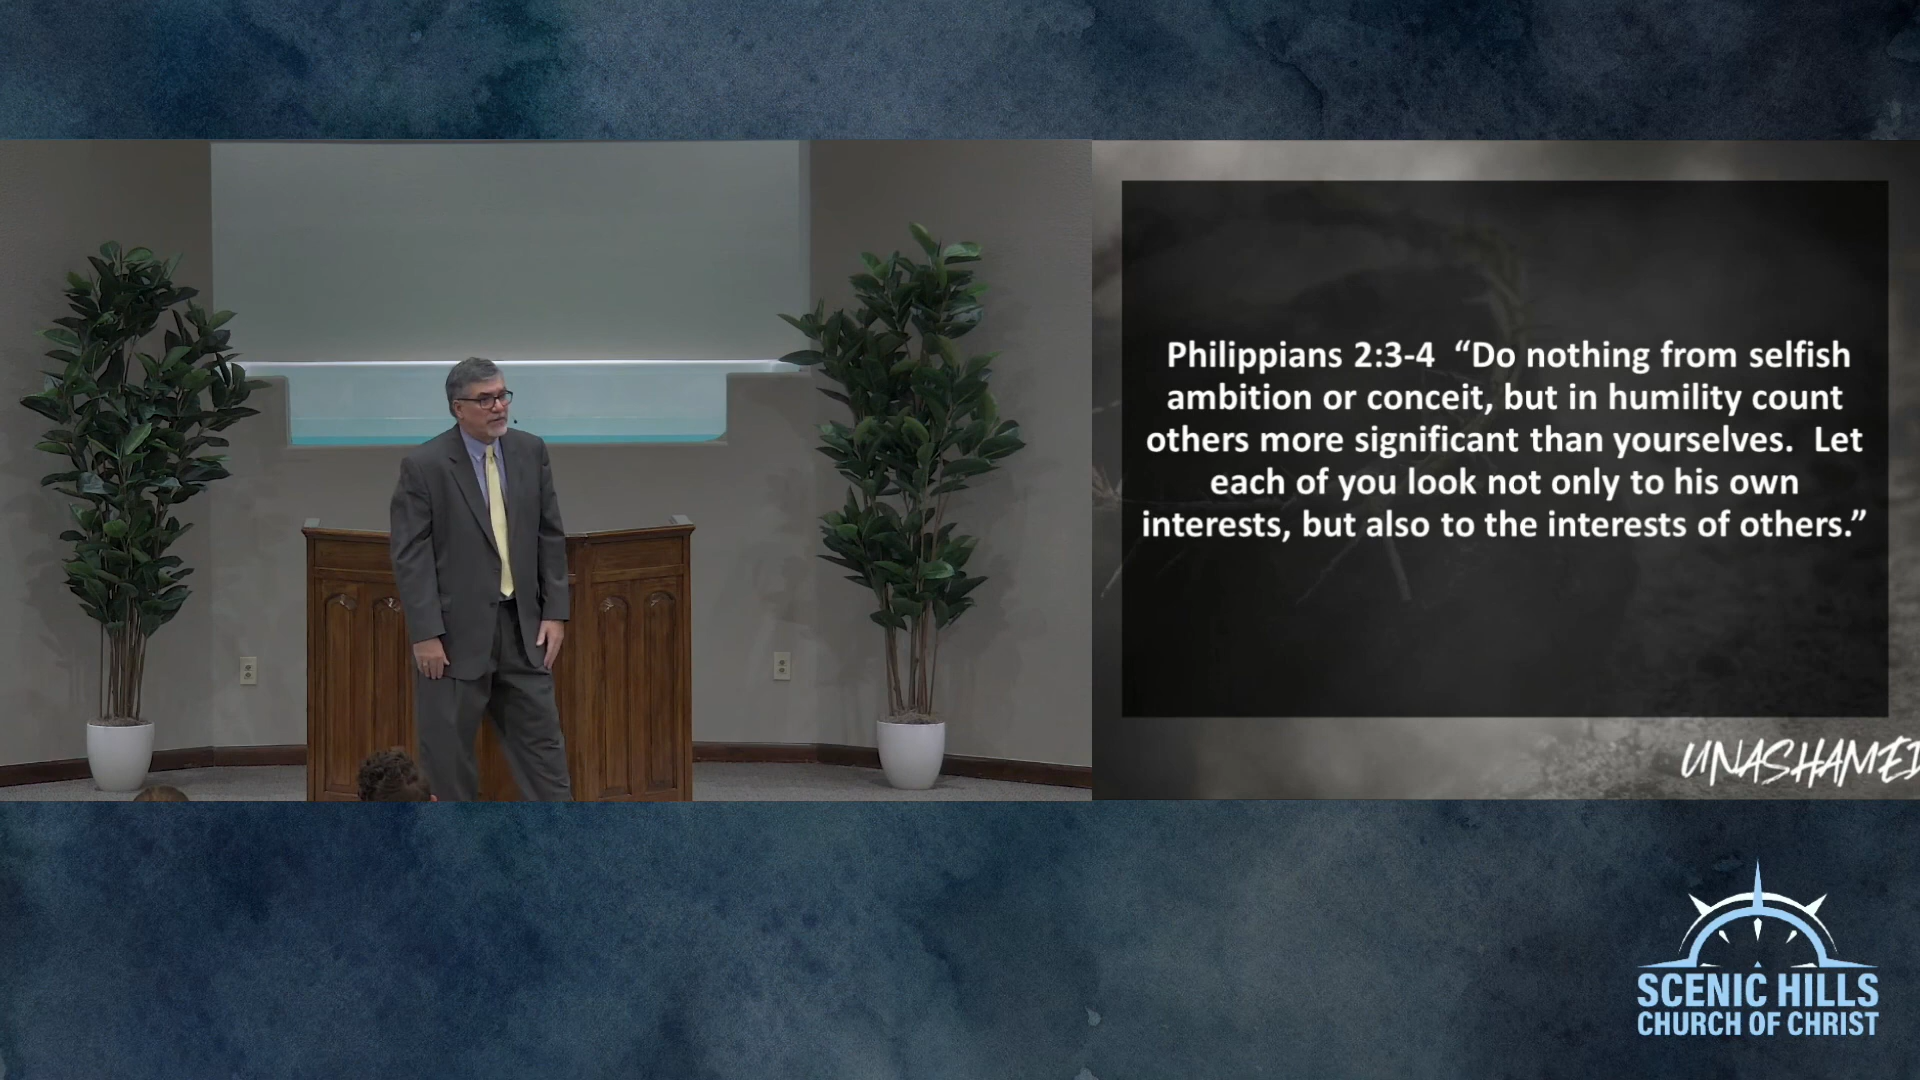 Philippians 2:3-4 “Do nothing from selfish
ambition or conceit, but in humility count
others more significant than yourselves. Let
each of you look not only to his own
interests, but also to the interests of others.”
UNASHAMED
SCENIC HILLS
CHURCH OF CHRIST